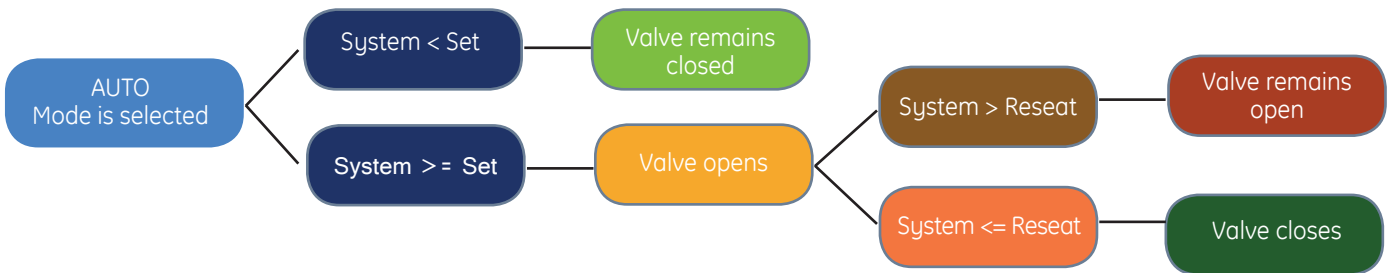 AUTO
Mode is selected
System < Set
Valve remains
closed
System >= Set
Valve opens
System > Reseat
Valve remains
open
System <= Reseat
Valve closes